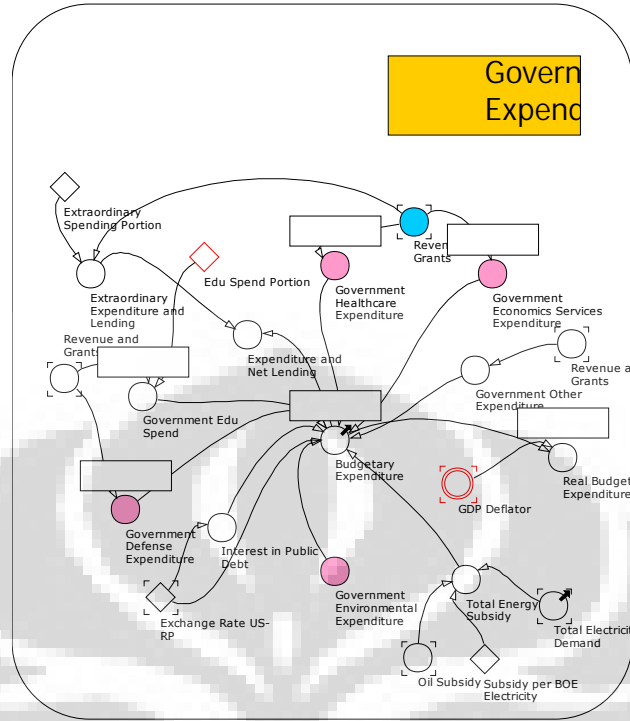 Govern
Expend
Extraordinary
Spending Portion
Reven
Grants
Edu Spend Portion
Government
Healthcare
Expenditure
Government
Economics Services
Expenditure
Extraordinary
Expenditure and
Lending
Revenue and
Grants
Expenditure and
Net Lending
Revenue a
Grants
Government Other
Expenditure
Government Edu
Spend
Budgetary
Expenditure
Real Budget
Expenditure
GDP Deflator
Government
Defense
Expenditure
Interest in Public
Debt
Government
Environmental
Expenditure
Total Energy
Subsidy
Exchange Rate US-
RP
Total Electricit
Demand
Oil Subsidy
Subsidy per BOE
Electricity